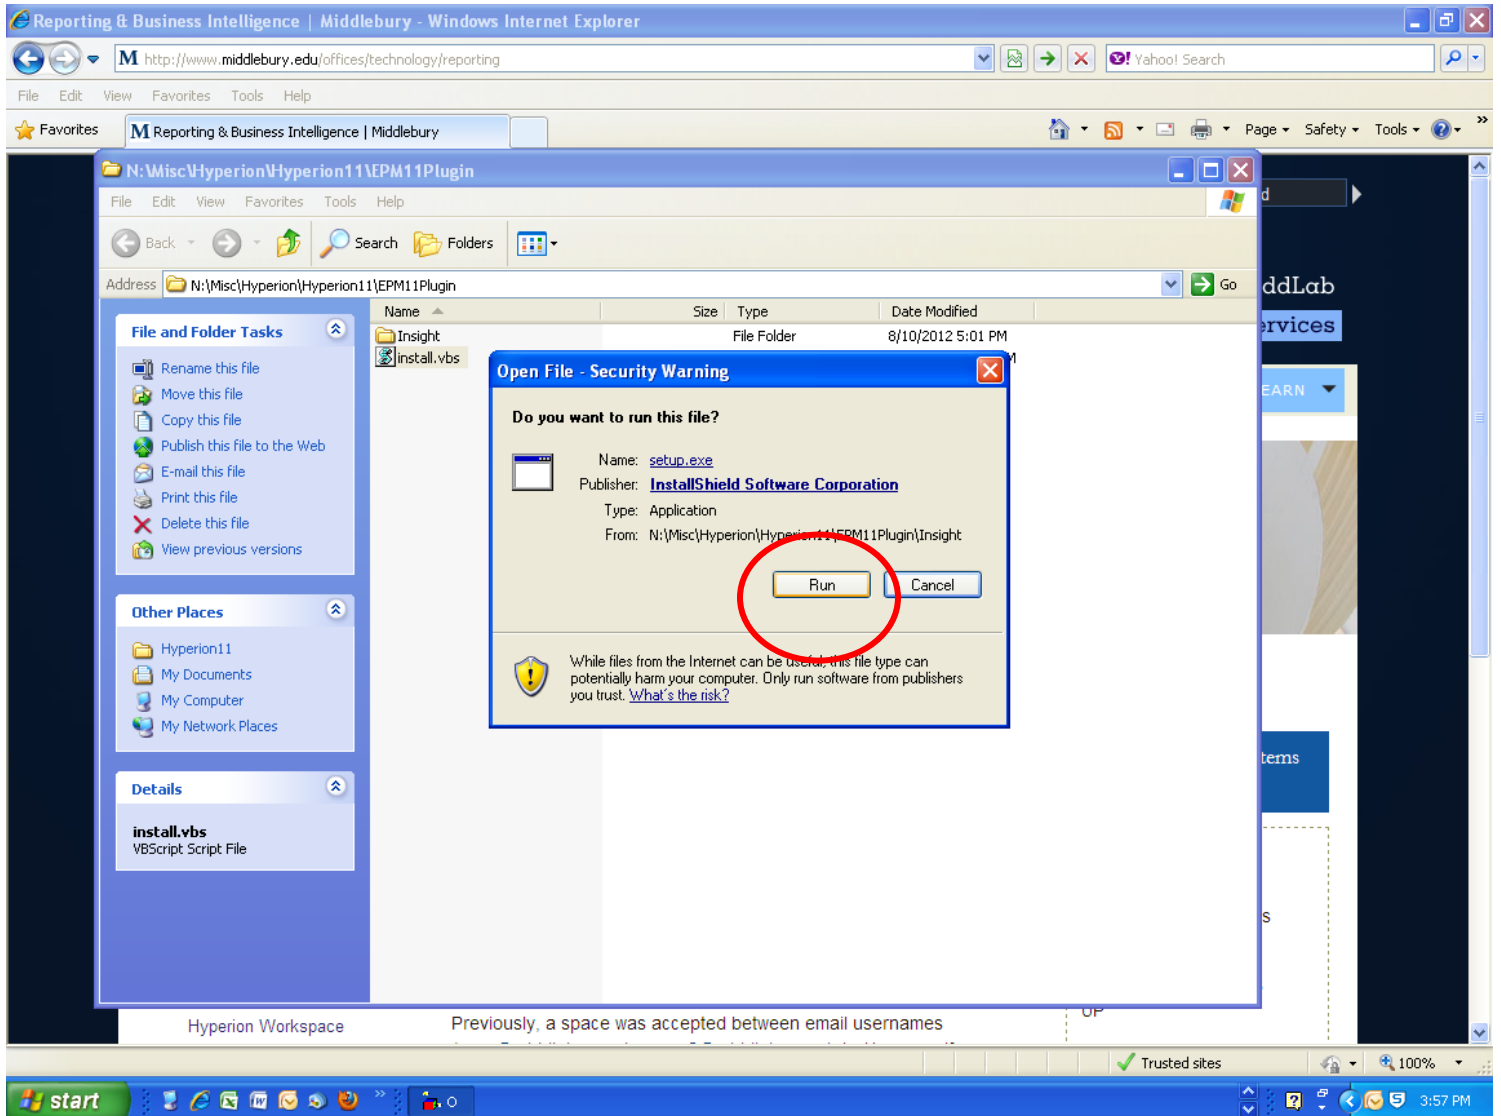 Reporting & Business Intelligence | Middlebury - Windows Internet Explorer
M http://www.middlebury.edu/offices/technology/reporting
Yahoo! Search
File Edit View Favorites Tools Help
Favorites
M Reporting & Business Intelligence | Middlebury
Page Safety Tools
N:\Misc\Hyperion\Hyperion11\EPM11Plugin
File Edit View Favorites Tools Help
Back Search Folders
Address N:\Misc\Hyperion\Hyperion11\EPM11Plugin Go
ddLab
Name Size Type Date Modified
File and Folder Tasks
Insight File Folder 8/10/2012 5:01 PM
install.vbs
ervices
Rename this file
Move this file
Copy this file
Publish this file to the Web
E-mail this file
Print this file
Delete this file
View previous versions
EARN
Open File - Security Warning
Do you want to run this file?
Name: setup.exe
Publisher: InstallShield Software Corporation
Type: Application
From: N:\Misc\Hyperion\Hyperion11\EPM11Plugin\Insight
Run Cancel
While files from the Internet can be useful, this file type can
potentially harm your computer. Only run software from publishers
you trust. What's the risk?
Other Places
Hyperion11
My Documents
My Computer
My Network Places
tems
Details
install.vbs
VBScript Script File
s
Hyperion Workspace
Previously, a space was accepted between email usernames
Trusted sites
100%
start
3:57 PM